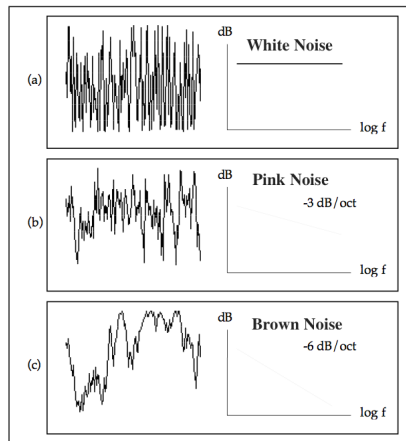 (a)
dB
White Noise
log f
(b)
dB
Pink Noise
-3 dB/oct
log f
(c)
dB
Brown Noise
-6 dB/oct
log f